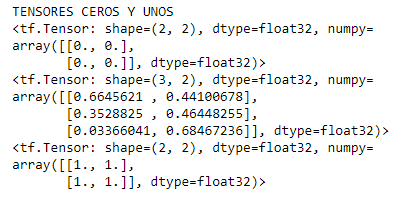 TENSORES CEROS Y UNOS
<tf.Tensor: shape=(2, 2), dtype=float32, numpy=
array([[0., 0.],
       [0., 0.]], dtype=float32)>
<tf.Tensor: shape=(3, 2), dtype=float32, numpy=
array([[0.6645621 , 0.44100678],
       [0.3528825 , 0.46448255],
       [0.03366041, 0.68467236]], dtype=float32)>
<tf.Tensor: shape=(2, 2), dtype=float32, numpy=
array([[1., 1.],
       [1., 1.]], dtype=float32)>